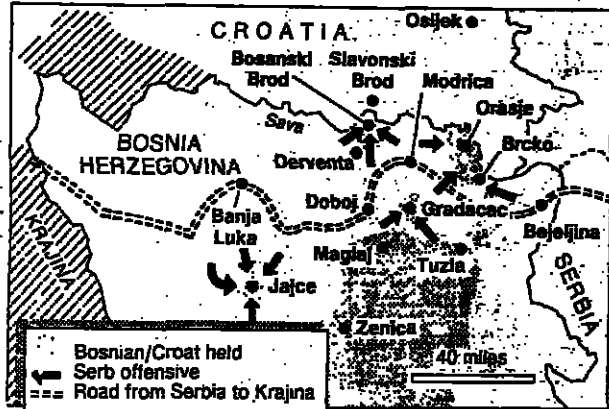 CROATIA
Osijek
Bosanski
Brod
Slavonski
Brod
Modrica
Orasje
Sava
Brcko
BOSNIA
HERZEGOVINA
Derventa
Doboj
Gradacac
Banja
Luka
Bejeljina
KRAJINA
Maglaj
Tuzla
Jajce
SERBIA
Zenica
Bosnian/Croat held
Serb offensive
Road from Serbia to Krajina
40 miles